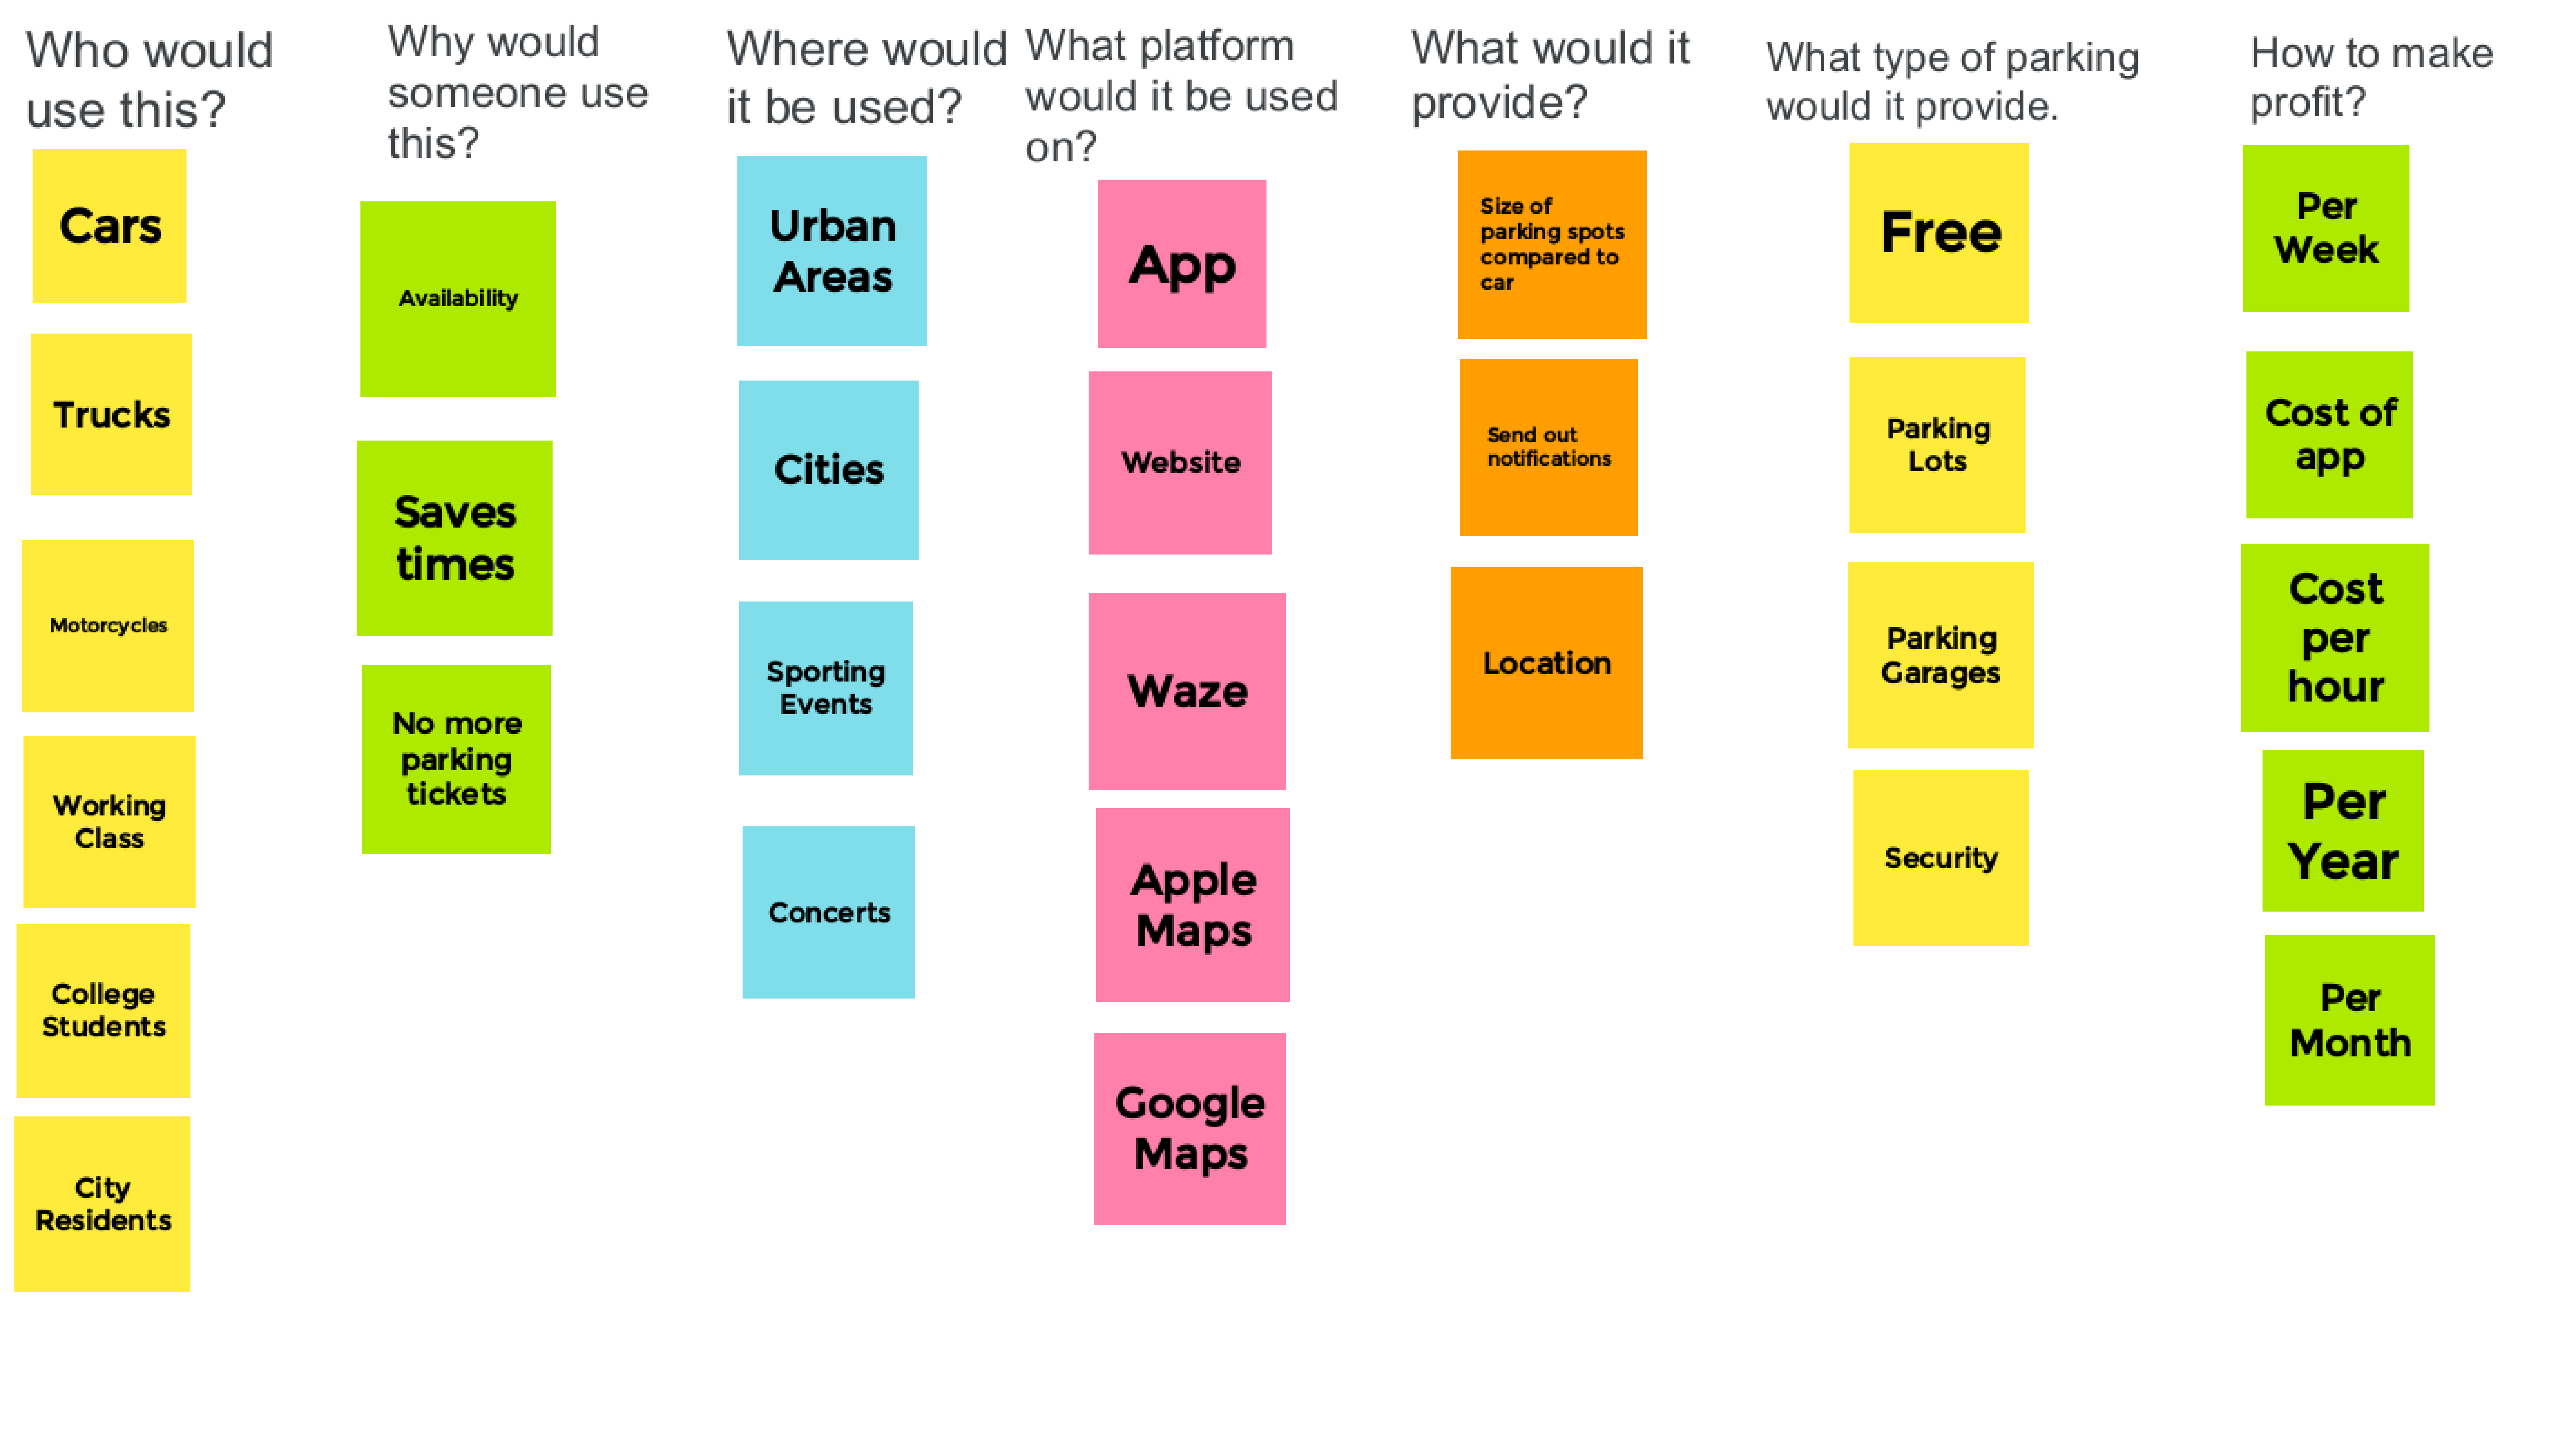 Who would
use this?
Cars
Trucks
Motorcycles
Working
Class
College
Students
City
Residents
Why would
someone use
this?
Availability
Saves
times
No more
parking
tickets
Where would
it be used?
Urban
Areas
Cities
Sporting
Events
Concerts
What platform
would it be used
on?
App
Website
Waze
Apple
Maps
Google
Maps
What would it
provide?
Size of
parking spots
compared to
car
Send out
notifications
Location
What type of parking
would it provide.
Free
Parking
Lots
Parking
Garages
Security
How to make
profit?
Per
Week
Cost of
app
Cost
per
hour
Per
Year
Per
Month